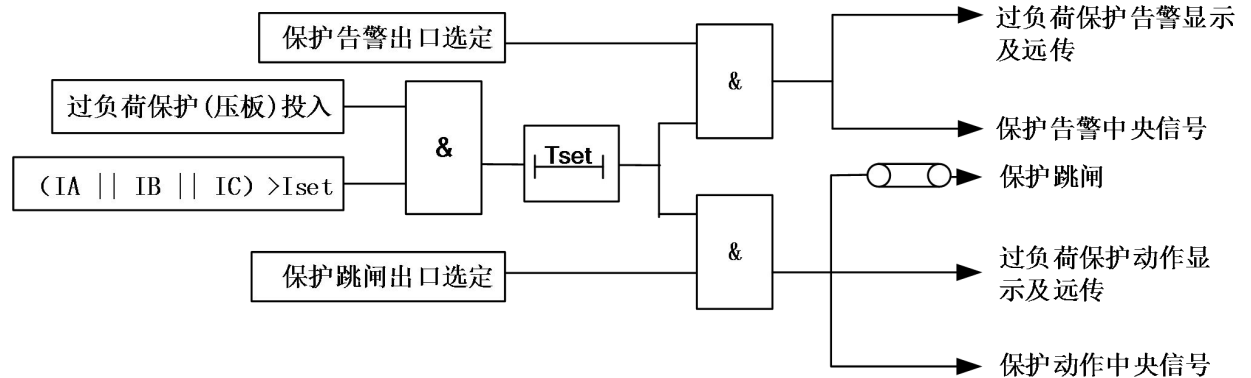 保护告警出口选定
过负荷保护(压板)投入
(IA || IB || IC) >Iset
保护跳闸出口选定
&
Tset
&
&
过负荷保护告警显示
及远传
保护告警中央信号
保护跳闸
过负荷保护动作显
示及远传
保护动作中央信号